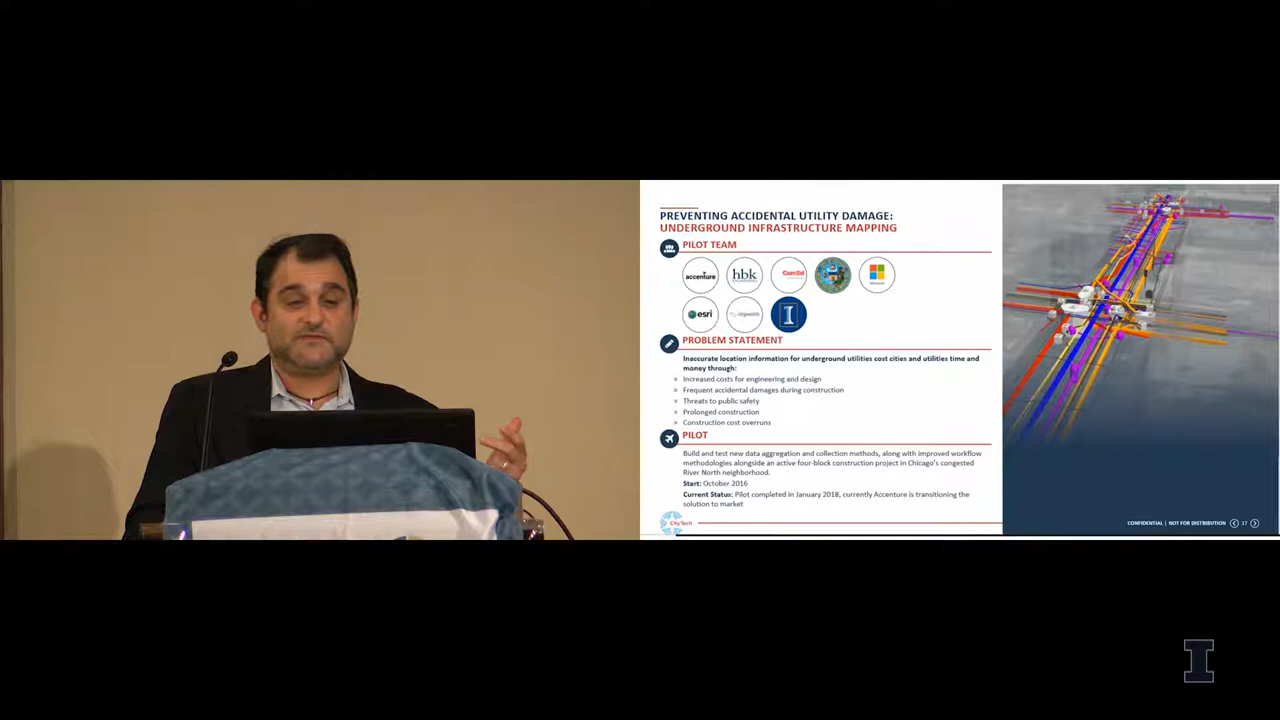 PREVENTING ACCIDENTAL UTILITY DAMAGE:
UNDERGROUND INFRASTRUCTURE MAPPING
PILOT TEAM
accenture
hbk
ComEd
Microsoft
esri
cityworks
I
PROBLEM STATEMENT
Inaccurate location information for underground utilities cost cities and utilities time and
money through:
» Increased costs for engineering and design
» Frequent accidental damages during construction
» Threats to public safety
» Prolonged construction
» Construction cost overruns
PILOT
Build and test new data aggregation and collection methods, along with improved workflow
methodologies alongside an active four-block construction project in Chicago's congested
River North neighborhood.
Start: October 2016
Current Status: Pilot completed in January 2018, currently Accenture is transitioning the
solution to market
City Tech
CONFIDENTIAL | NOT FOR DISTRIBUTION 17
I